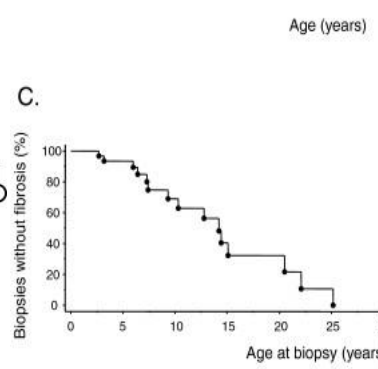 Age (years)
C.
Biopsies without fibrosis (%)
100
80
60
40
20
0
0 5 10 15 20 25
Age at biopsy (years